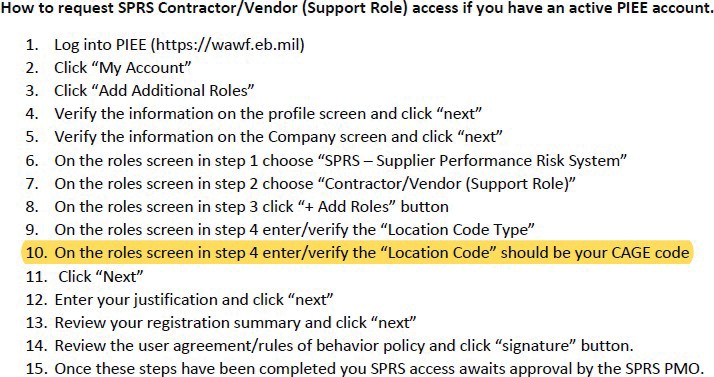 How to request SPRS Contractor/Vendor (Support Role) access if you have an active PIEE account.
1. Log into PIEE (https://wawf.eb.mil)
2. Click “My Account”
3. Click “Add Additional Roles”
4. Verify the information on the profile screen and click “next”
5. Verify the information on the Company screen and click “next”
6. On the roles screen in step 1 choose “SPRS – Supplier Performance Risk System”
7. On the roles screen in step 2 choose “Contractor/Vendor (Support Role)”
8. On the roles screen in step 3 click “+ Add Roles” button
9. On the roles screen in step 4 enter/verify the “Location Code Type”
10. On the roles screen in step 4 enter/verify the “Location Code” should be your CAGE code
11. Click “Next”
12. Enter your justification and click “next”
13. Review your registration summary and click “next”
14. Review the user agreement/rules of behavior policy and click “signature” button.
15. Once these steps have been completed you SPRS access awaits approval by the SPRS PMO.